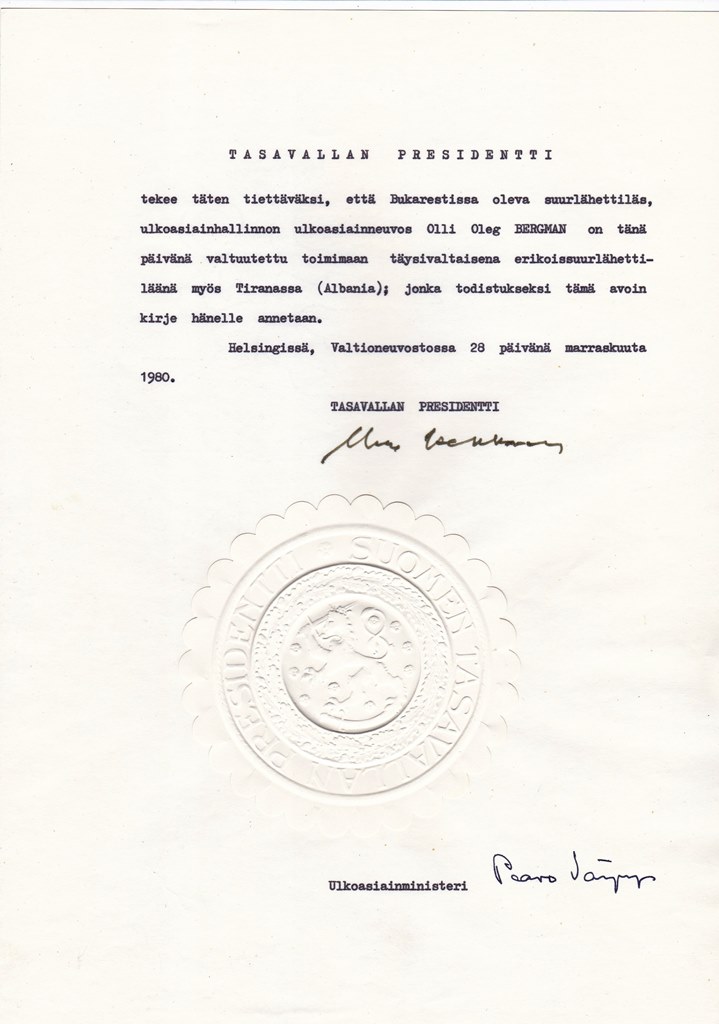 TASAVALLAN PRESIDENTTI
tekee täten tiettäväksi, että Bukarestissa oleva suurlähettiläs,
ulkoasiainhallinnon ulkoasiainneuvos Olli Oleg BERGMAN on tänä
päivänä valtuutettu toimimaan täysivaltaisena erikoissuurlähetti-
läänä myös Tiranassa (Albania); jonka todistukseksi tämä avoin
kirje hänelle annetaan.
Helsingissä, Valtioneuvostossa 28 päivänä marraskuuta
1980.
TASAVALLAN PRESIDENTTI
SUOMEN TASAVALLAN PRESIDENTTI
Ulkoasiainministeri Paavo Väyrynen